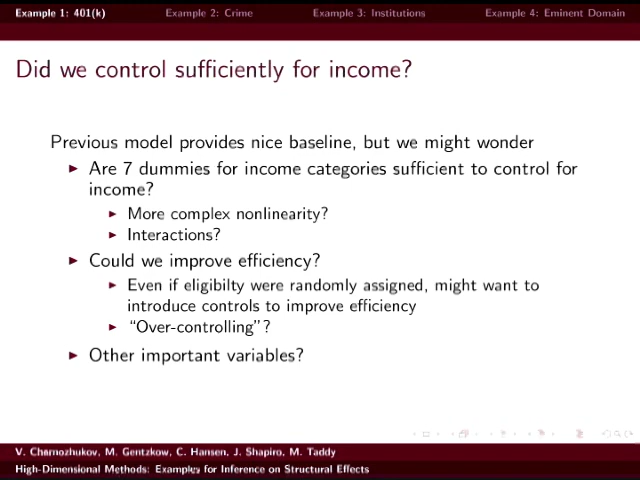 Example 1: 401(k) Example 2: Crime Example 3: Institutions Example 4: Eminent Domain
Did we control sufficiently for income?
Previous model provides nice baseline, but we might wonder
Are 7 dummies for income categories sufficient to control for
income?
More complex nonlinearity?
Interactions?
Could we improve efficiency?
Even if eligibilty were randomly assigned, might want to
introduce controls to improve efficiency
“Over-controlling”?
Other important variables?
V. Chernozhukov, M. Gentzkow, C. Hansen, J. Shapiro, M. Taddy
High-Dimensional Methods: Examples for Inference on Structural Effects